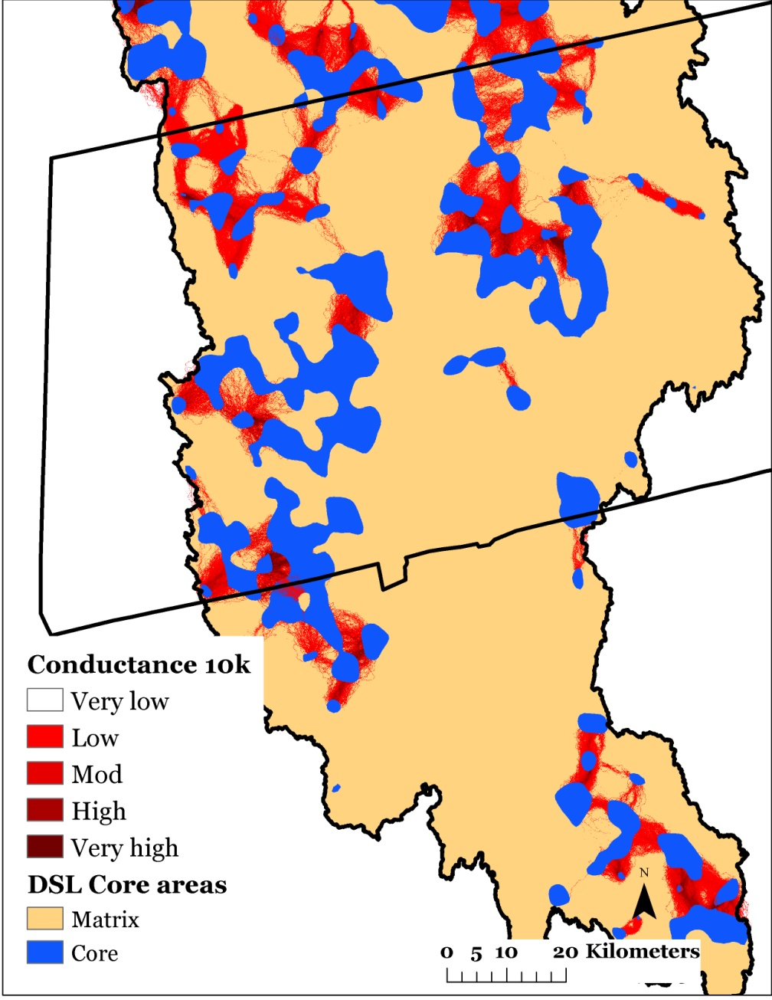 Conductance 10k
Very low
Low
Mod
High
Very high
DSL Core areas
Matrix
Core
N
0 5 10 20 Kilometers